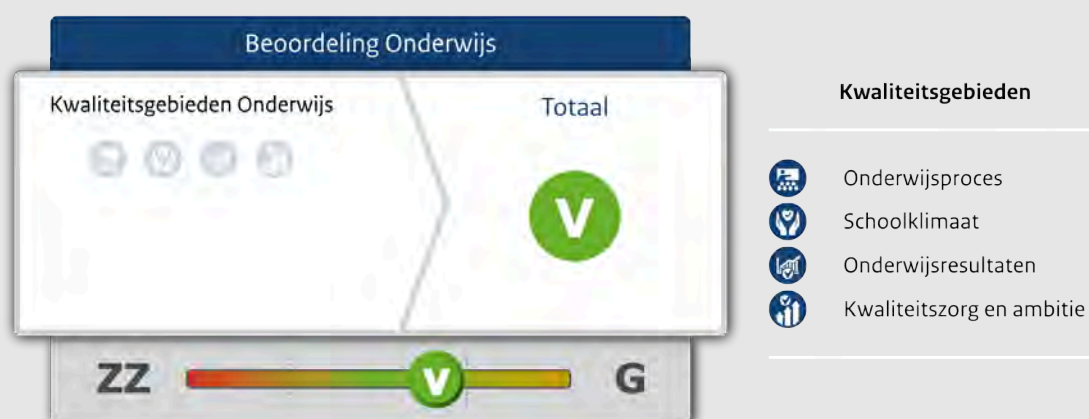 Beoordeling Onderwijs
Kwaliteitsgebieden Onderwijs
Totaal
V
ZZ
V
G
Kwaliteitsgebieden
Onderwijsproces
Schoolklimaat
Onderwijsresultaten
Kwaliteitszorg en ambitie